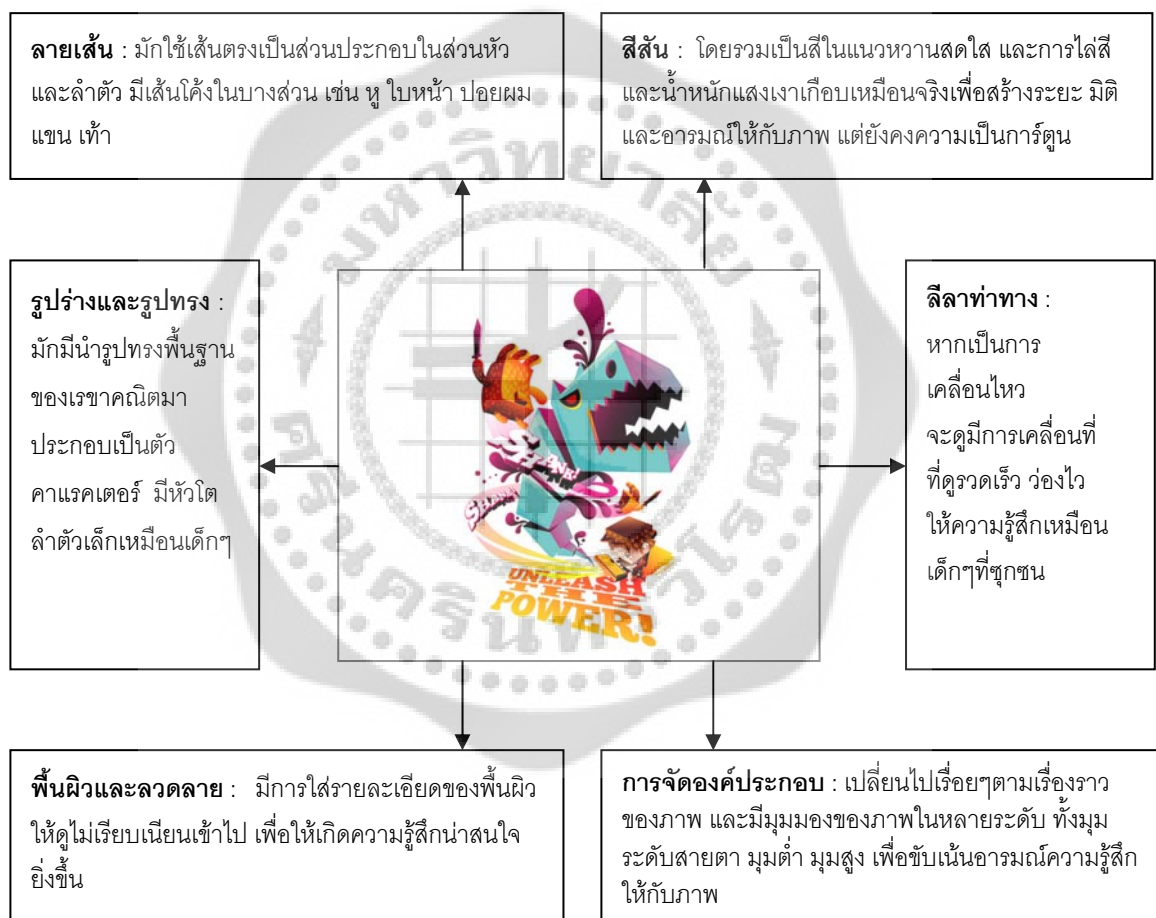 ลายเส้น : มักใช้เส้นตรงเป็นส่วนประกอบในส่วนหัว
และลำตัว มีเส้นโค้งในบางส่วน เช่น หู ใบหน้า ปอยผม
แขน เท้า
สีสัน : โดยรวมเป็นสีในแนวหวานสดใส และการไล่สี
และน้ำหนักแสงเงาเกือบเหมือนจริงเพื่อสร้างระยะ มิติ
และอารมณ์ให้กับภาพ แต่ยังคงความเป็นการ์ตูน
รูปร่างและรูปทรง :
มักมีนำรูปทรงพื้นฐาน
ของเรขาคณิตมา
ประกอบเป็นตัว
คาแรคเตอร์ มีหัวโต
ลำตัวเล็กเหมือนเด็กๆ
มหาวิทยาลัย
ศรีนครินทรวิโรฒ
UNLEASH
THE
POWER!
ลีลาท่าทาง :
หากเป็นการ
เคลื่อนไหว
จะดูมีการเคลื่อนที่
ที่ดูรวดเร็ว ว่องไว
ให้ความรู้สึกเหมือน
เด็กๆที่ซุกซน
พื้นผิวและลวดลาย : มีการใส่รายละเอียดของพื้นผิว
ให้ดูไม่เรียบเนียนเข้าไป เพื่อให้เกิดความรู้สึกน่าสนใจ
ยิ่งขึ้น
การจัดองค์ประกอบ : เปลี่ยนไปเรื่อยๆตามเรื่องราว
ของภาพ และมีมุมมองของภาพในหลายระดับ ทั้งมุม
ระดับสายตา มุมต่ำ มุมสูง เพื่อขับเน้นอารมณ์ความรู้สึก
ให้กับภาพ